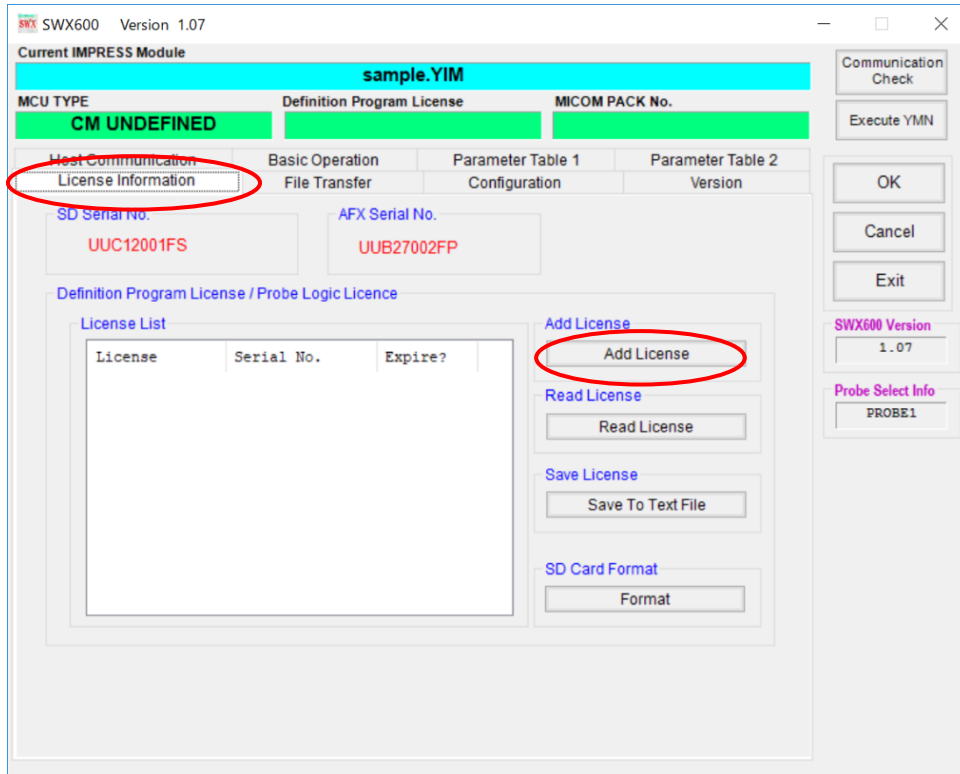 SWX SWX600 Version 1.07
Current IMPRESS Module
sample.YIM
Communication
Check
MCU TYPE Definition Program License MICOM PACK No.
CM UNDEFINED
Execute YMN
Host Communication Basic Operation Parameter Table 1 Parameter Table 2
License Information File Transfer Configuration Version
OK
SD Serial No. AFX Serial No.
UUC12001FS UUB27002FP
Cancel
Exit
Definition Program License / Probe Logic Licence
License List Add License
SWX600 Version
1.07
License Serial No. Expire?
Add License
Read License
Probe Select Info
PROBE1
Read License
Save License
Save To Text File
SD Card Format
Format